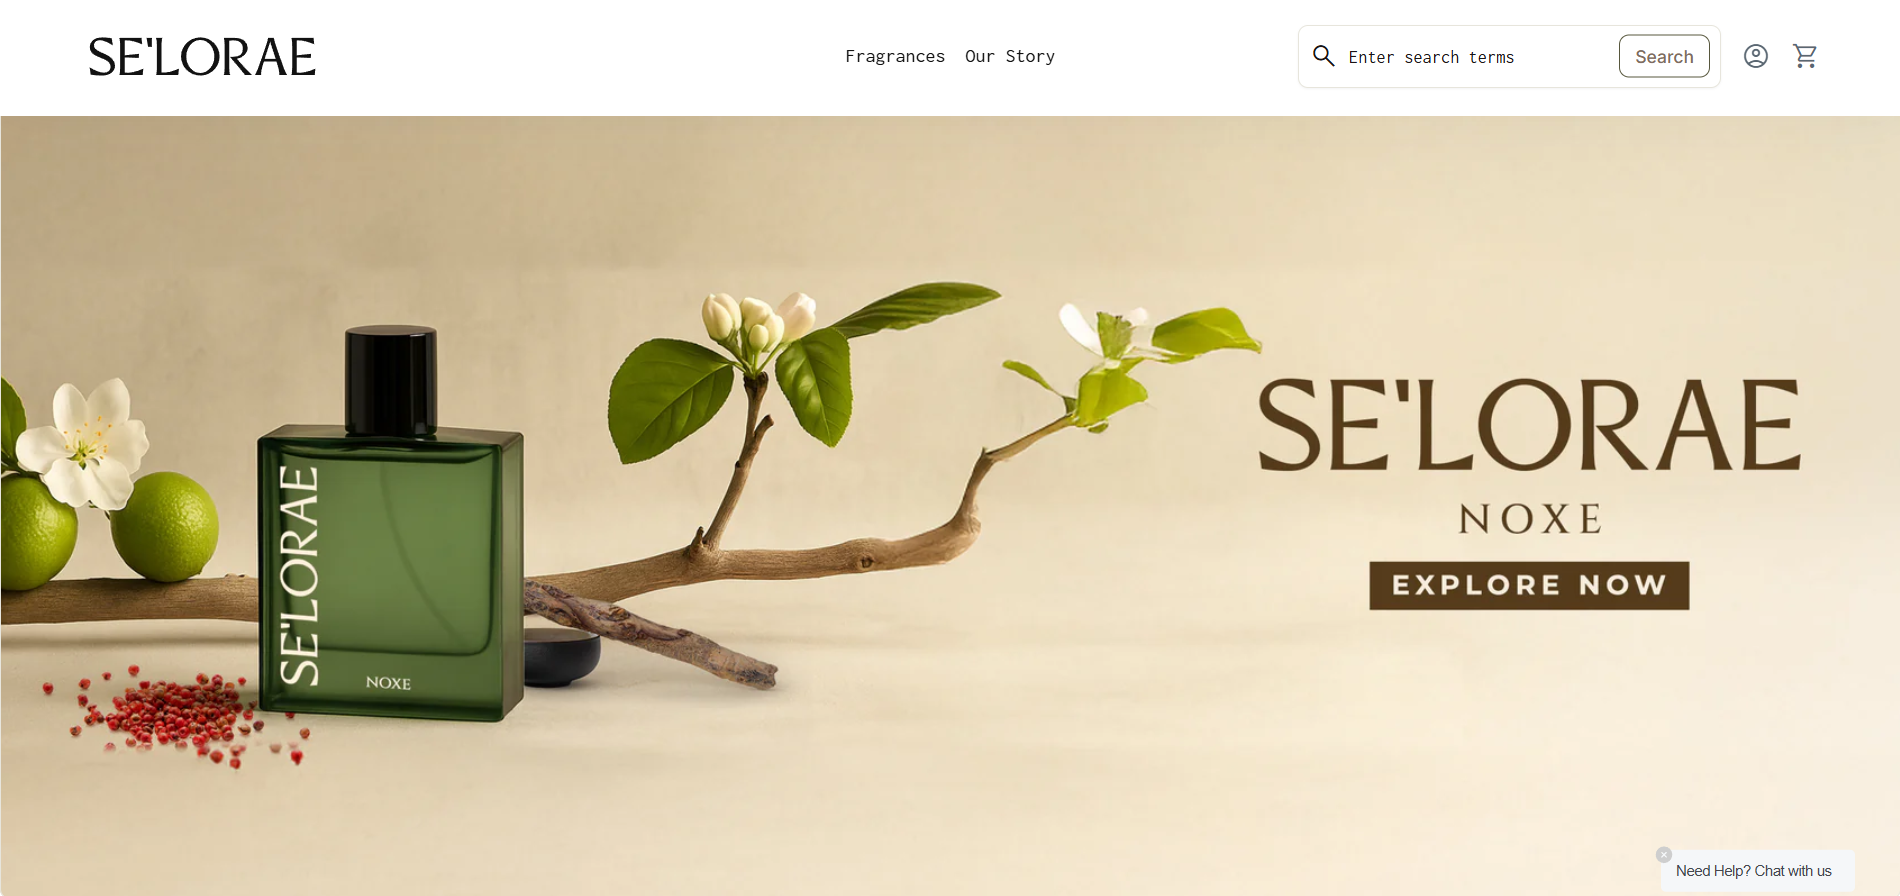 SE'LORAE
Fragrances Our Story
Enter search terms
Search
SE'LORAE
NOXE
SE'LORAE
NOXE
EXPLORE NOW
Need Help? Chat with us